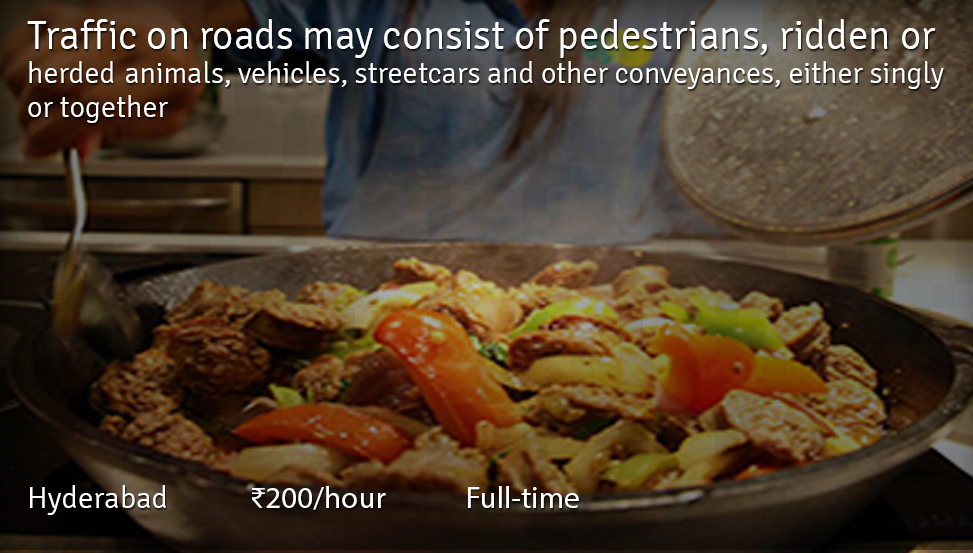 Traffic on roads may consist of pedestrians, ridden or
herded animals, vehicles, streetcars and other conveyances, either singly
or together
Hyderabad ₹200/hour Full-time